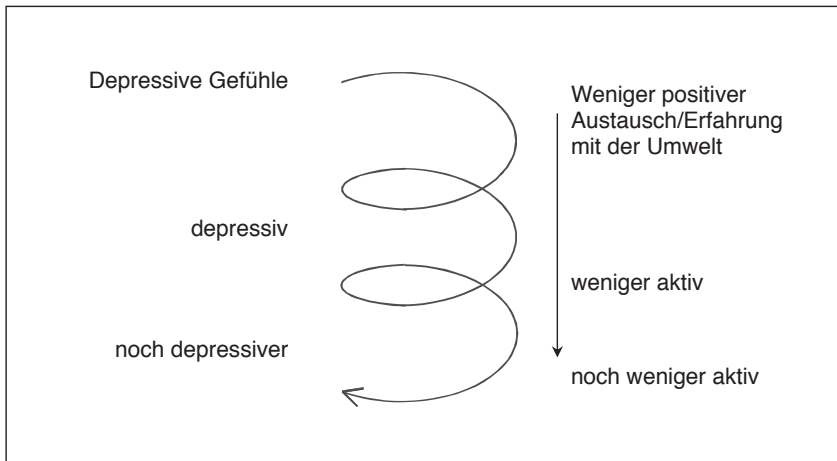 Depressive Gefühle
Weniger positiver
Austausch/Erfahrung
mit der Umwelt
depressiv
weniger aktiv
noch depressiver
noch weniger aktiv